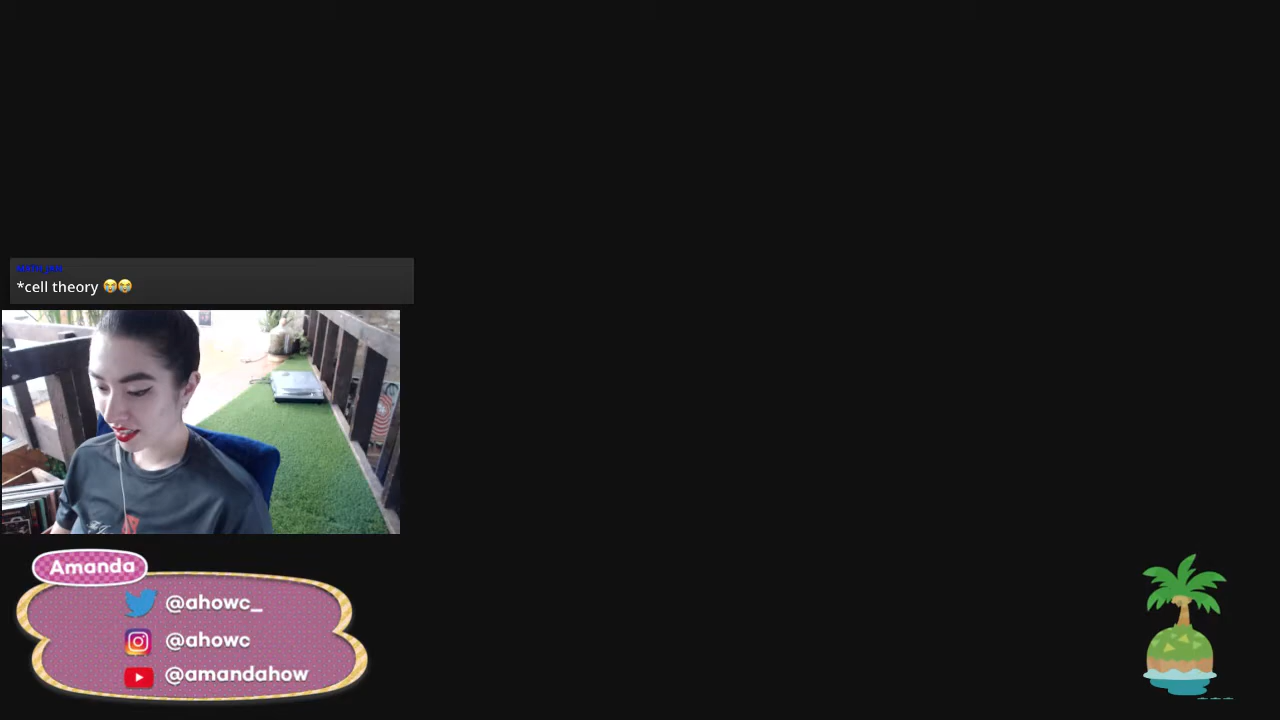 *cell theory 😭😭
Amanda
@ahowc_
@ahowc
@amandahow